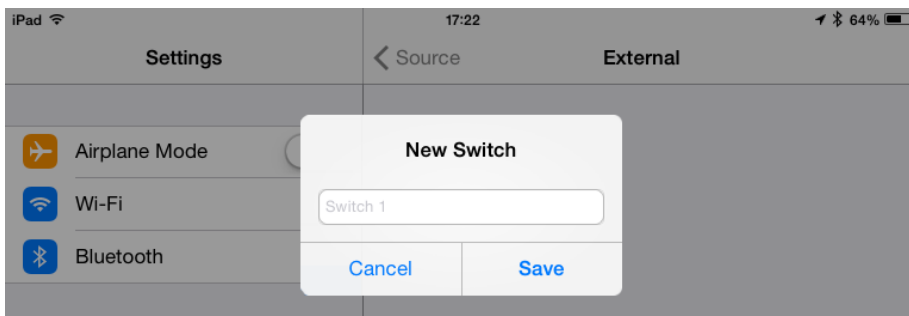 iPad 17:22 64%
Settings
Source External
New Switch
Airplane Mode
Switch 1
Wi-Fi
Bluetooth
Cancel Save